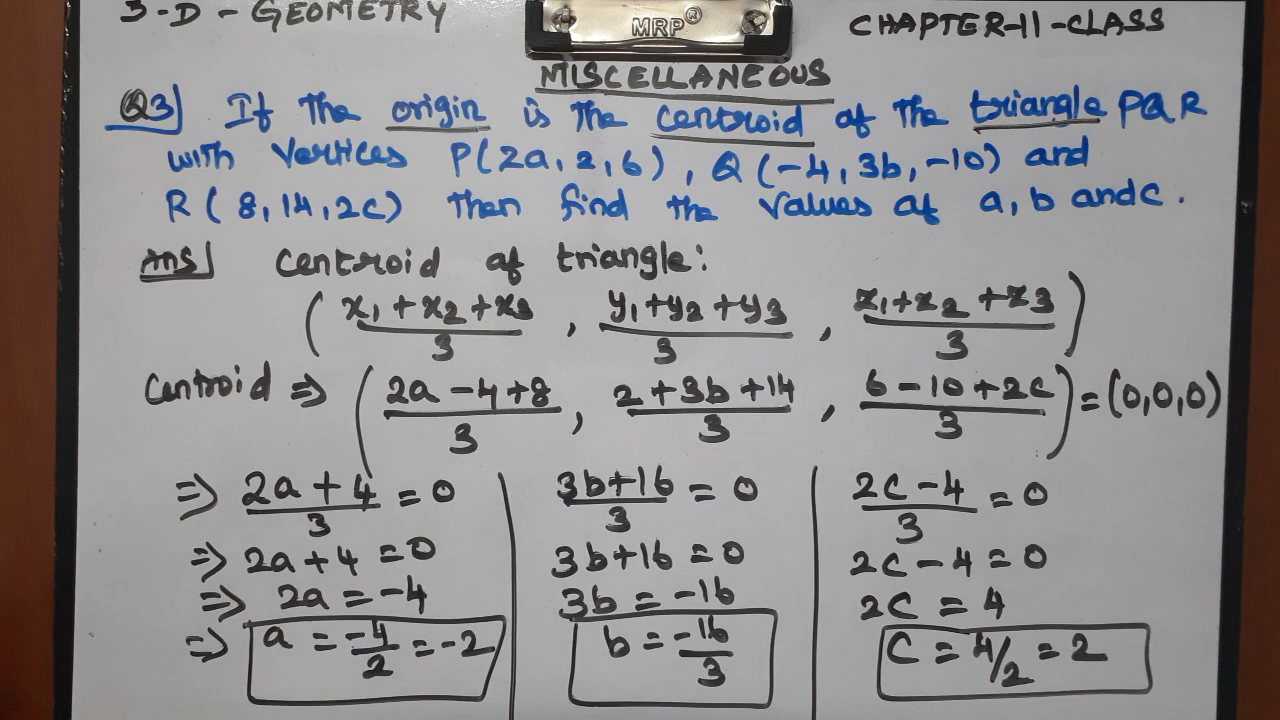 3-D-GEOMETRY
MRP®
CHAPTER-11-CLASS
MISCELLANEOUS
Q3] If the origin is the centroid of the triangle PQR
with vertices P(2a, 2, 6), Q(-4, 3b, -10) and
R(8, 14, 2c) then find the values of a, b and c.
Ans] Centroid of triangle:
( x₁+x₂+x₃/3 , y₁+y₂+y₃/3 , z₁+z₂+z₃/3 )
Centroid ⇒ ( 2a-4+8/3 , 2+3b+14/3 , 6-10+2c/3 ) = (0,0,0)
⇒ 2a+4/3 = 0
3b+16/3 = 0
2c-4/3 = 0
⇒ 2a+4 = 0
3b+16 = 0
2c-4 = 0
⇒ 2a = -4
3b = -16
2c = 4
⇒ a = -4/2 = -2
b = -16/3
c = 4/2 = 2